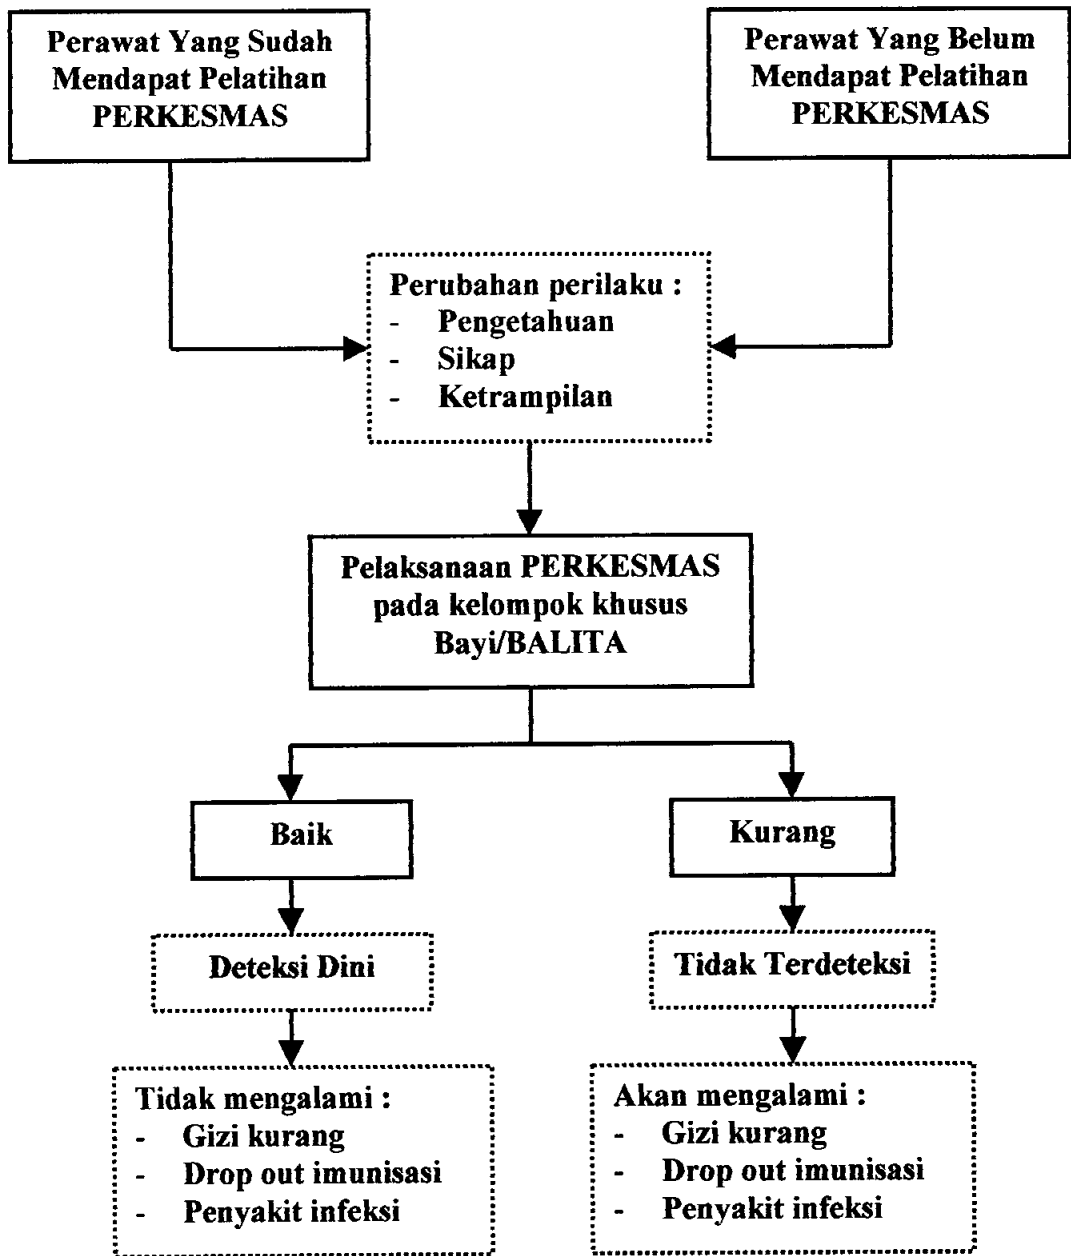 Perawat Yang Sudah
Mendapat Pelatihan
PERKESMAS
Perawat Yang Belum
Mendapat Pelatihan
PERKESMAS
Perubahan perilaku :
- Pengetahuan
- Sikap
- Ketrampilan
Pelaksanaan PERKESMAS
pada kelompok khusus
Bayi/BALITA
Baik
Kurang
Deteksi Dini
Tidak Terdeteksi
Tidak mengalami :
- Gizi kurang
- Drop out imunisasi
- Penyakit infeksi
Akan mengalami :
- Gizi kurang
- Drop out imunisasi
- Penyakit infeksi